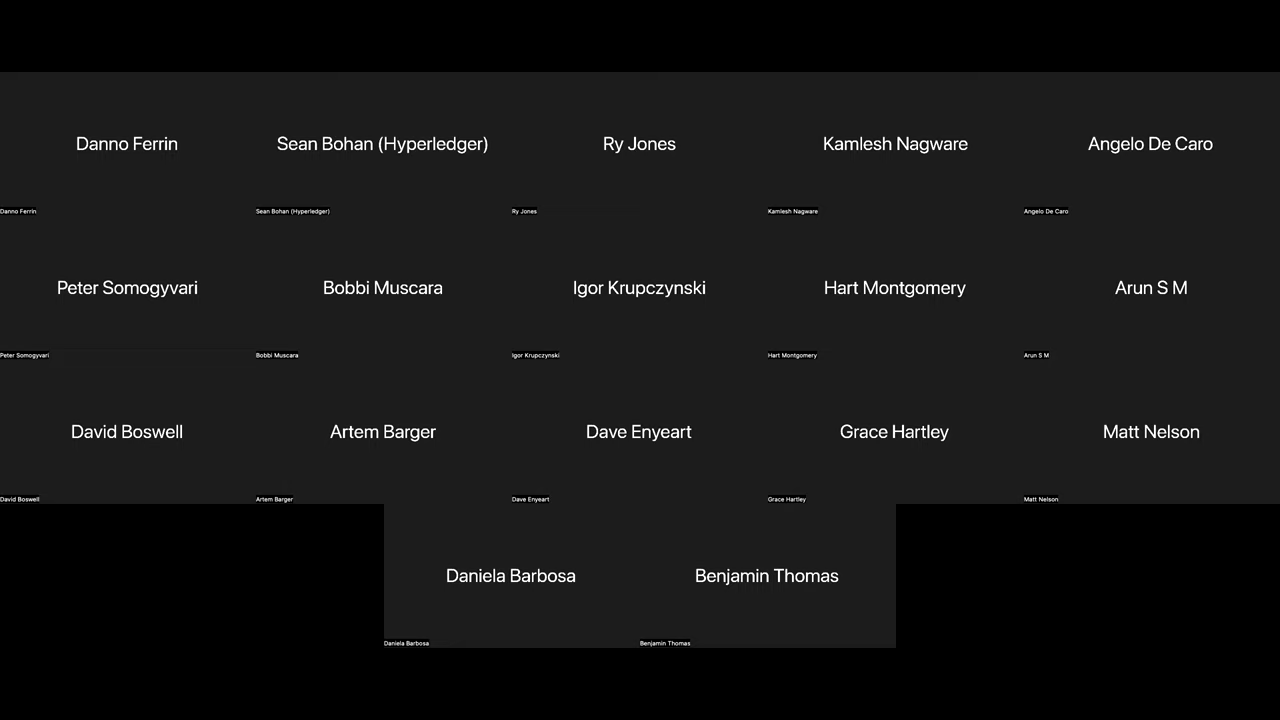 Danno Ferrin
Sean Bohan (Hyperledger)
Ry Jones
Kamlesh Nagware
Angelo De Caro
Danno Ferrin
Sean Bohan (Hyperledger)
Ry Jones
Kamlesh Nagware
Angelo De Caro
Peter Somogyvari
Bobbi Muscara
Igor Krupczynski
Hart Montgomery
Arun S M
Peter Somogyvari
Bobbi Muscara
Igor Krupczynski
Hart Montgomery
Arun S M
David Boswell
Artem Barger
Dave Enyeart
Grace Hartley
Matt Nelson
David Boswell
Artem Barger
Dave Enyeart
Grace Hartley
Matt Nelson
Daniela Barbosa
Benjamin Thomas
Daniela Barbosa
Benjamin Thomas